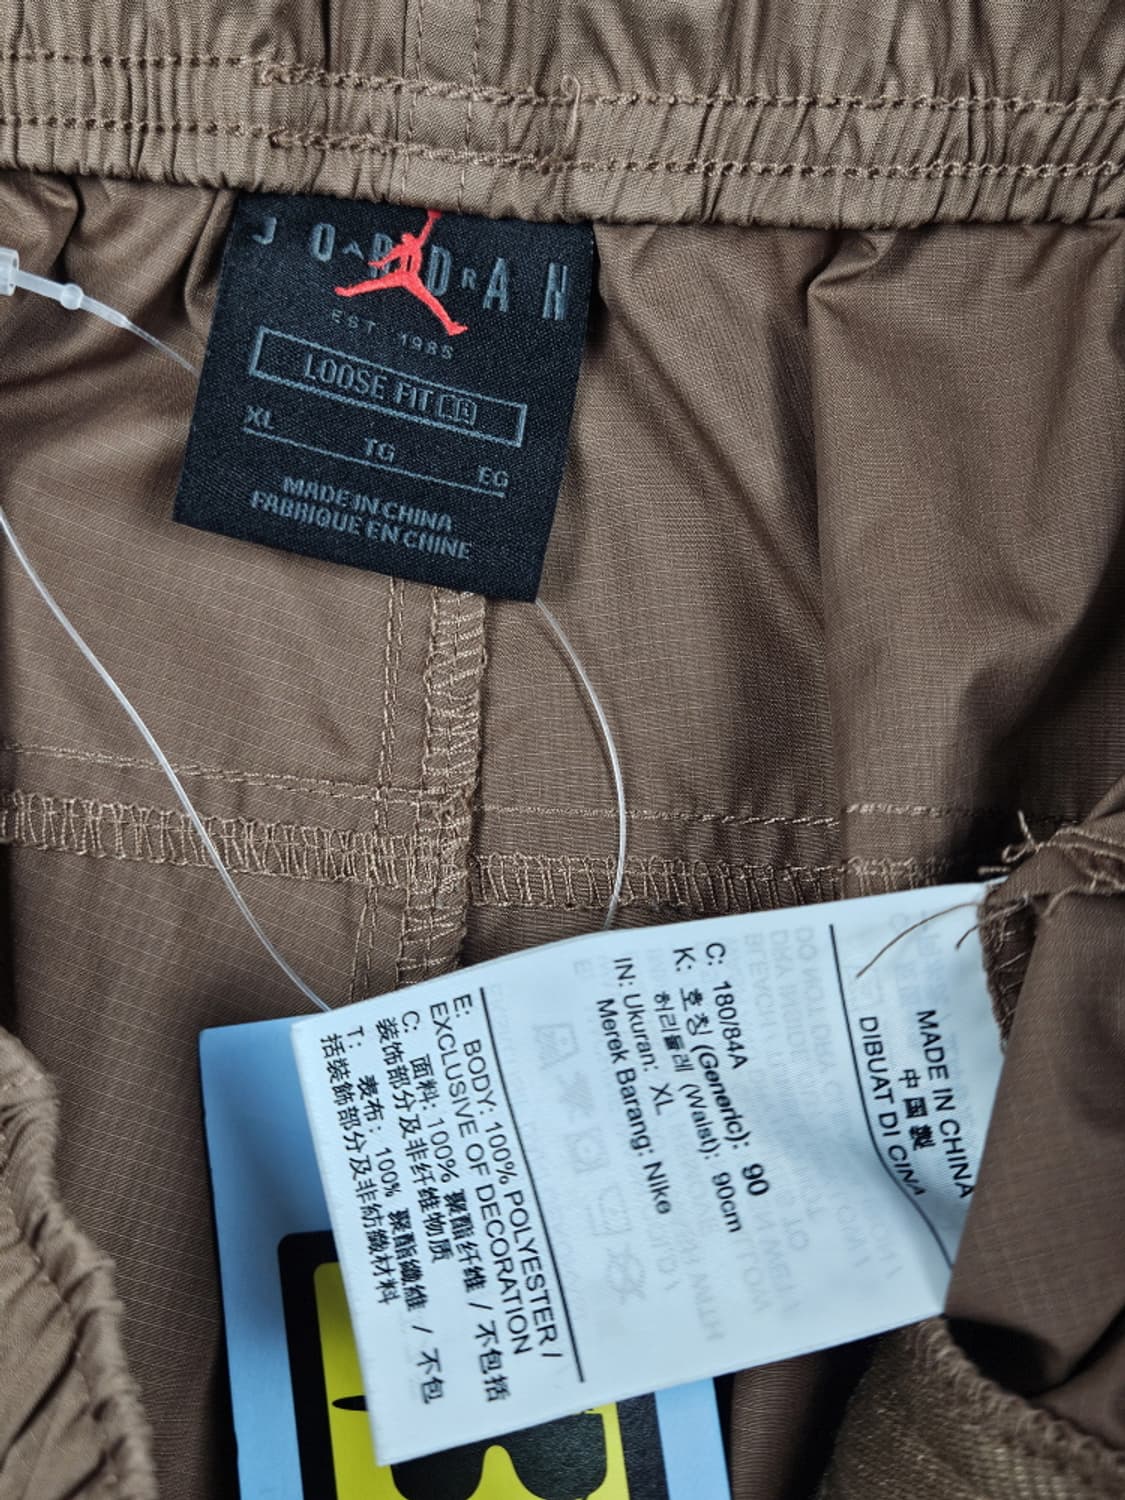 JORDAN
EST. 1985
LOOSE FIT
XL
TG
EG
MADE IN CHINA
FABRIQUE EN CHINE
MADE IN CHINA
中国製
DIBUAT DI CINA
C: 180/84A
K: 호칭 (Generic): 90
허리둘레 (Waist): 90cm
IN: Ukuran: XL
Merek Barang: Nike
E: BODY: 100% POLYESTER /
EXCLUSIVE OF DECORATION
C: 面料: 100% 聚酯纤维 / 不包括
装饰部分及非纤维物质
T: 表布: 100% 聚酯纖維 / 不包
括裝飾部分及非紡織材料